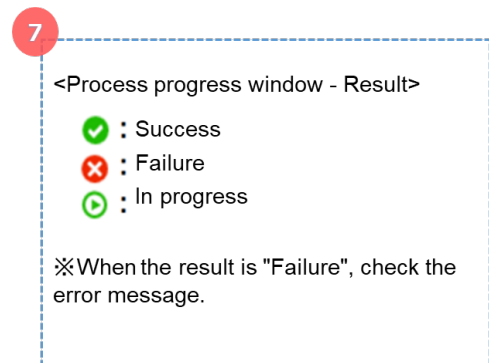 7
<Process progress window - Result>
: Success
: Failure
: In progress
※When the result is "Failure", check the
error message.